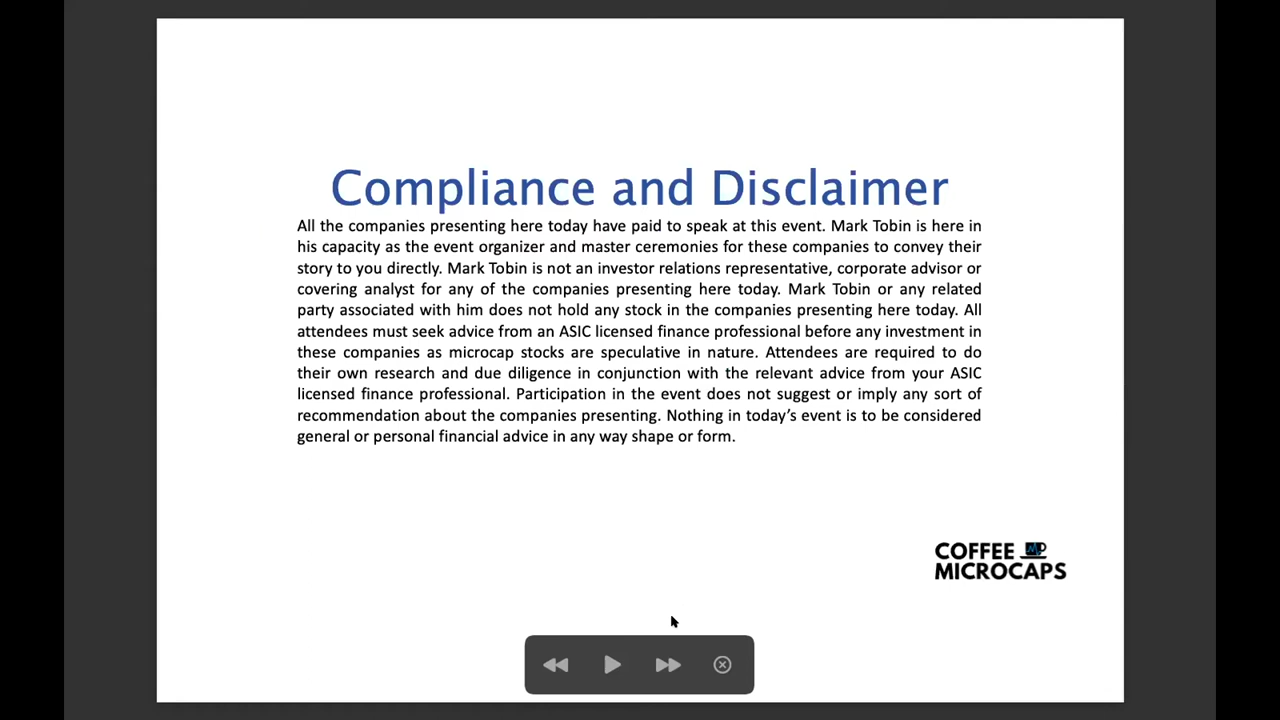 Compliance and Disclaimer
All the companies presenting here today have paid to speak at this event. Mark Tobin is here in
his capacity as the event organizer and master ceremonies for these companies to convey their
story to you directly. Mark Tobin is not an investor relations representative, corporate advisor or
covering analyst for any of the companies presenting here today. Mark Tobin or any related
party associated with him does not hold any stock in the companies presenting here today. All
attendees must seek advice from an ASIC licensed finance professional before any investment in
these companies as microcap stocks are speculative in nature. Attendees are required to do
their own research and due diligence in conjunction with the relevant advice from your ASIC
licensed finance professional. Participation in the event does not suggest or imply any sort of
recommendation about the companies presenting. Nothing in today’s event is to be considered
general or personal financial advice in any way shape or form.
COFFEE
MICROCAPS